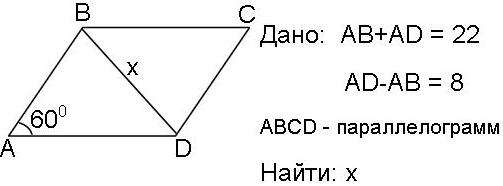 B C
x
60⁰
A D
Дано: AB+AD = 22
AD-AB = 8
ABCD - параллелограмм
Найти: x